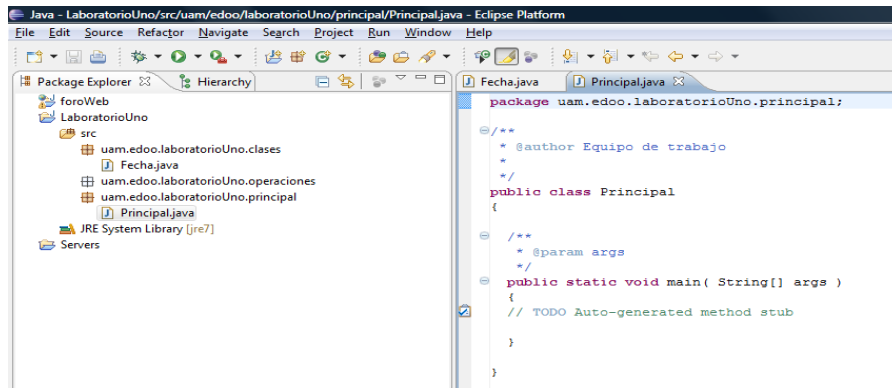 Java - LaboratorioUno/src/uam/edoo/laboratorioUno/principal/Principal.java - Eclipse Platform
File Edit Source Refactor Navigate Search Project Run Window Help
Package Explorer Hierarchy
foroWeb
LaboratorioUno
src
uam.edoo.laboratorioUno.clases
Fecha.java
uam.edoo.laboratorioUno.operaciones
uam.edoo.laboratorioUno.principal
Principal.java
JRE System Library [jre7]
Servers
Fecha.java Principal.java
package uam.edoo.laboratorioUno.principal;
/**
* @author Equipo de trabajo
*
*/
public class Principal
{
/**
* @param args
*/
public static void main( String[] args )
{
// TODO Auto-generated method stub
}
}